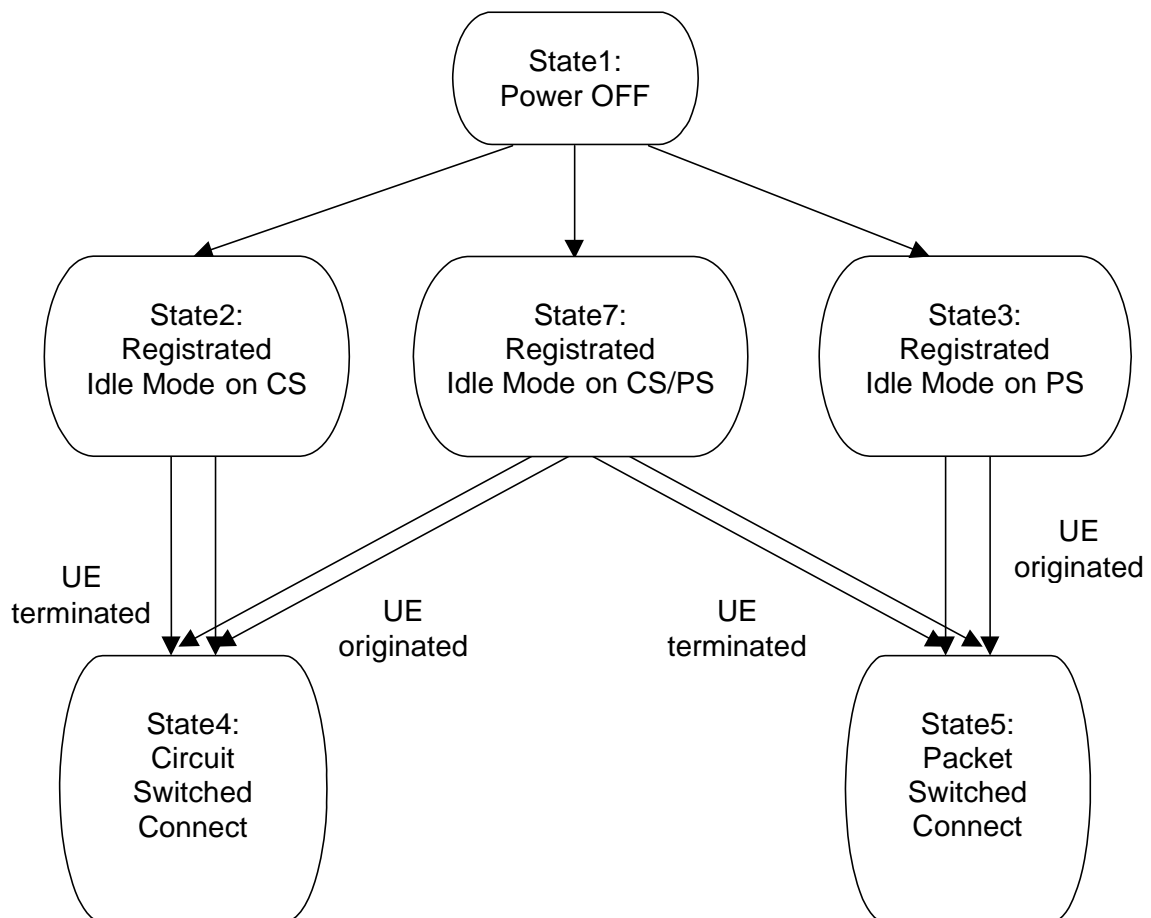 State1:
Power OFF
State2:
Registrated
Idle Mode on CS
State7:
Registrated
Idle Mode on CS/PS
State3:
Registrated
Idle Mode on PS
UE
terminated
UE
originated
UE
terminated
UE
originated
State4:
Circuit
Switched
Connect
State5:
Packet
Switched
Connect